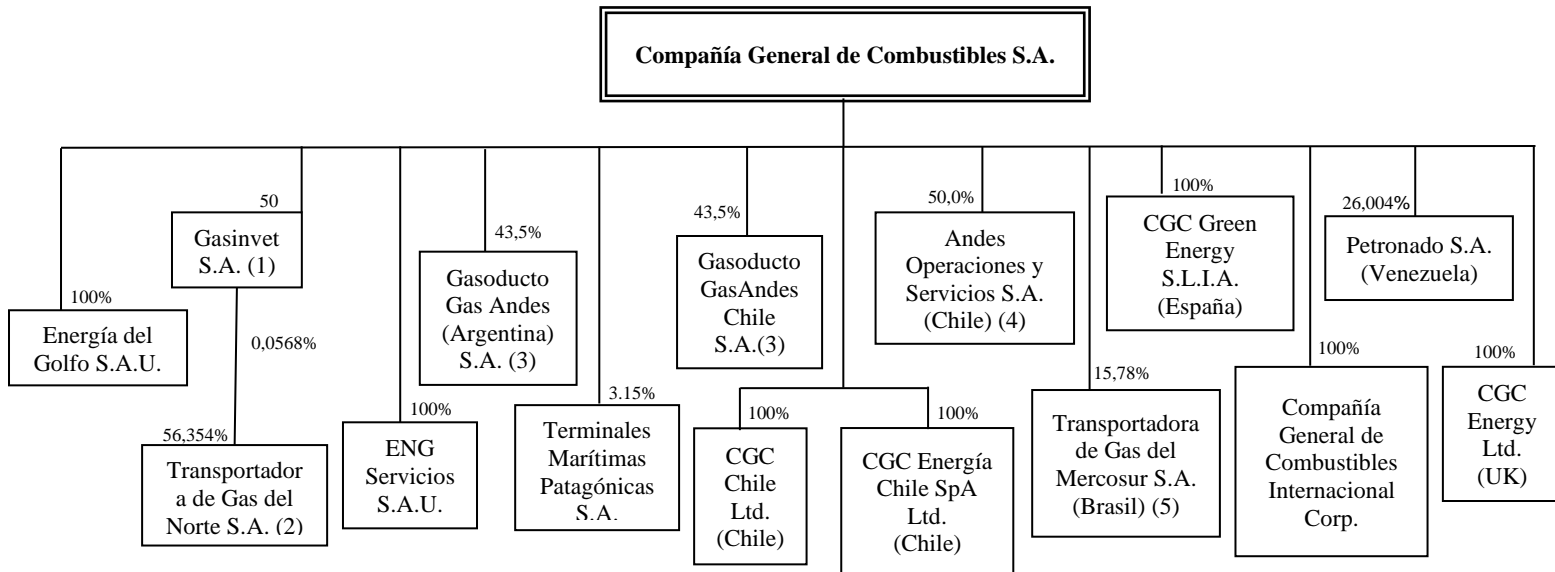 Compañía General de Combustibles S.A.
100%
Energía del
Golfo S.A.U.
50
Gasinvet
S.A. (1)
0,0568%
56,354%
Transportador
a de Gas del
Norte S.A. (2)
100%
ENG
Servicios
S.A.U.
43,5%
Gasoducto
Gas Andes
(Argentina)
S.A. (3)
3.15%
Terminales
Marítimas
Patagónicas
S.A.
43,5%
Gasoducto
GasAndes
Chile
S.A.(3)
100%
CGC
Chile
Ltd.
(Chile)
100%
CGC Energía
Chile SpA
Ltd.
(Chile)
50,0%
Andes
Operaciones y
Servicios S.A.
(Chile) (4)
15,78%
Transportadora
de Gas del
Mercosur S.A.
(Brasil) (5)
100%
CGC Green
Energy
S.L.I.A.
(España)
100%
Compañía
General de
Combustibles
Internacional
Corp.
26,004%
Petronado S.A.
(Venezuela)
100%
CGC
Energy
Ltd.
(UK)